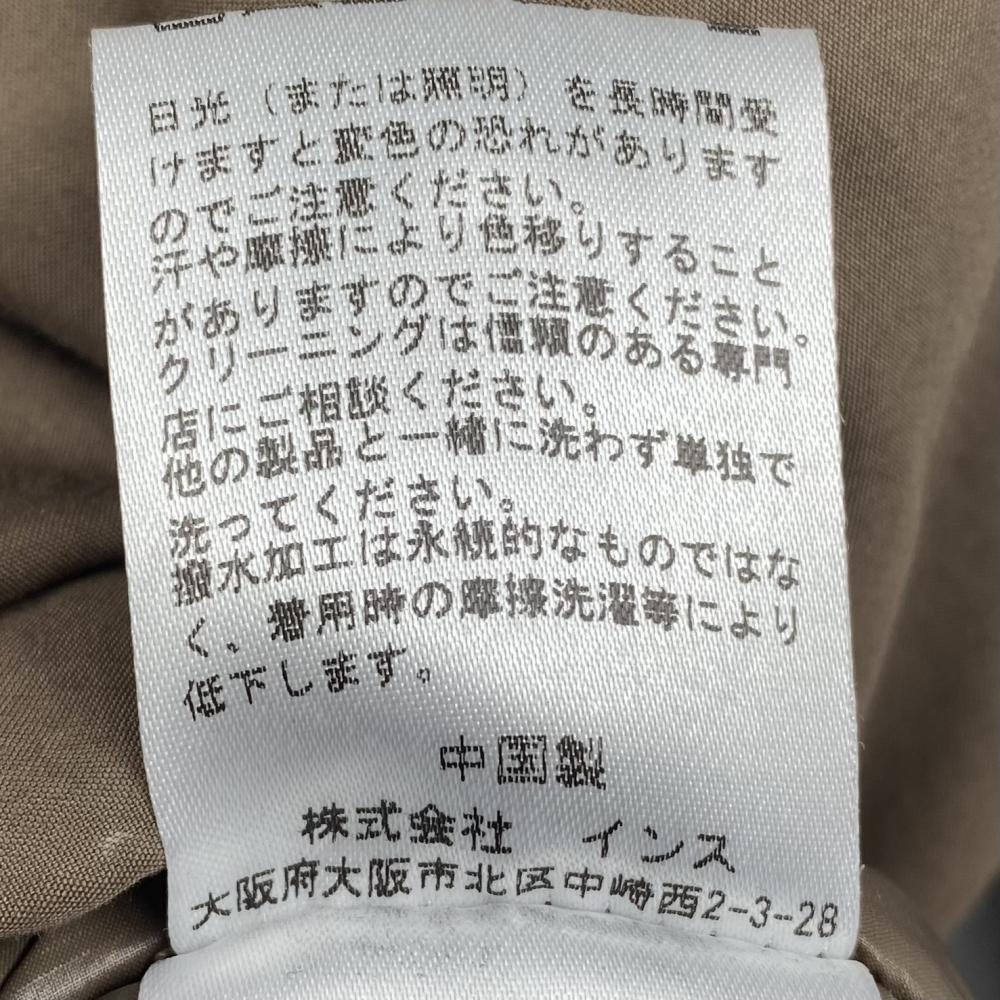 日光（または照明）を長時間受
けますと変色の恐れがあります
のでご注意ください。
汗や摩擦により色移りすること
がありますのでご注意ください。
クリーニングは信頼のある専門
店にご相談ください。
他の製品と一緒に洗わず単独で
洗ってください。
撥水加工は永続的なものではな
く、着用時の摩擦洗濯等により
低下します。
中国製
株式会社　インス
大阪府大阪市北区中崎西2-3-28